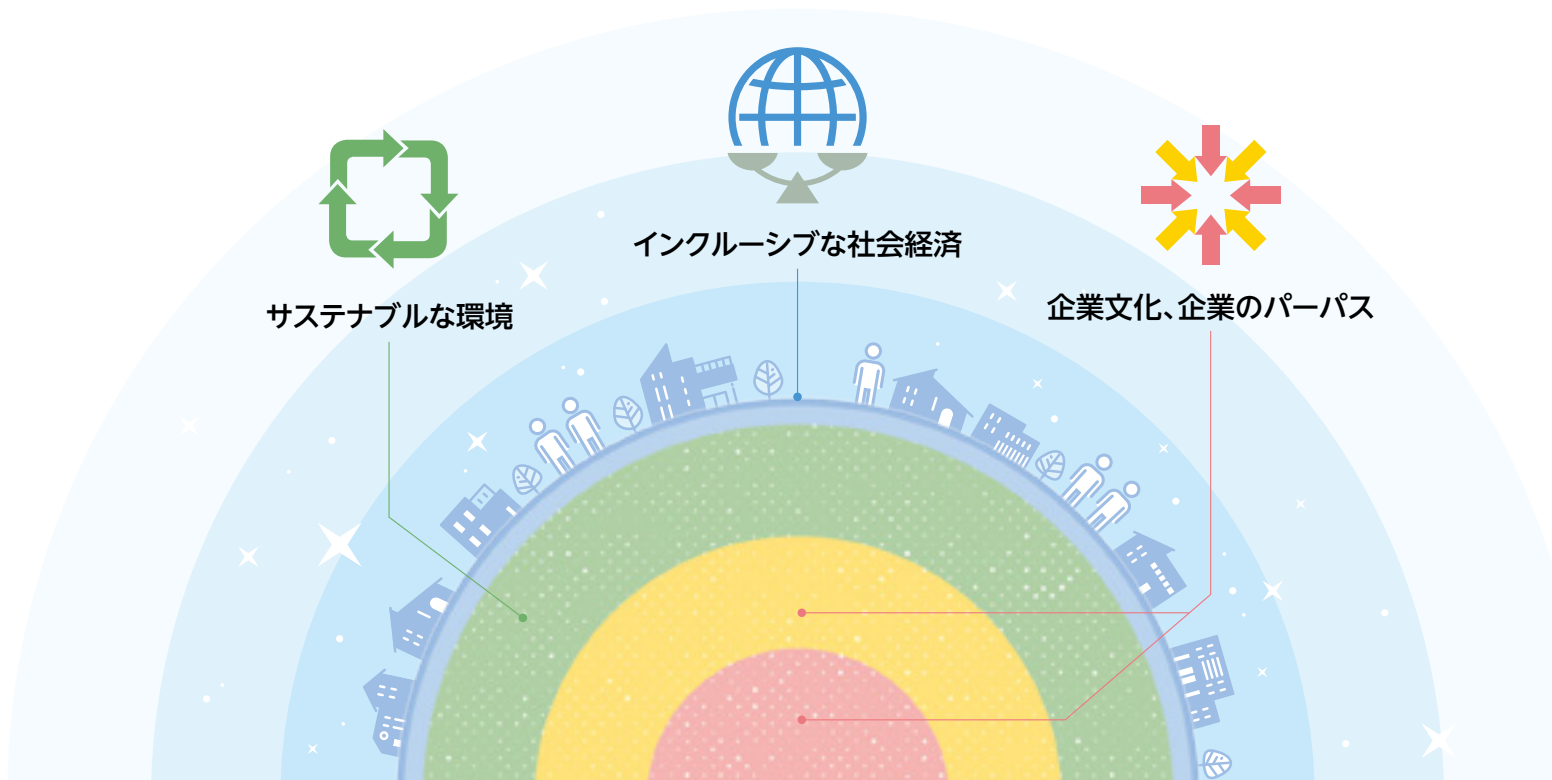 インクルーシブな社会経済
サステナブルな環境
企業文化、企業のパーパス